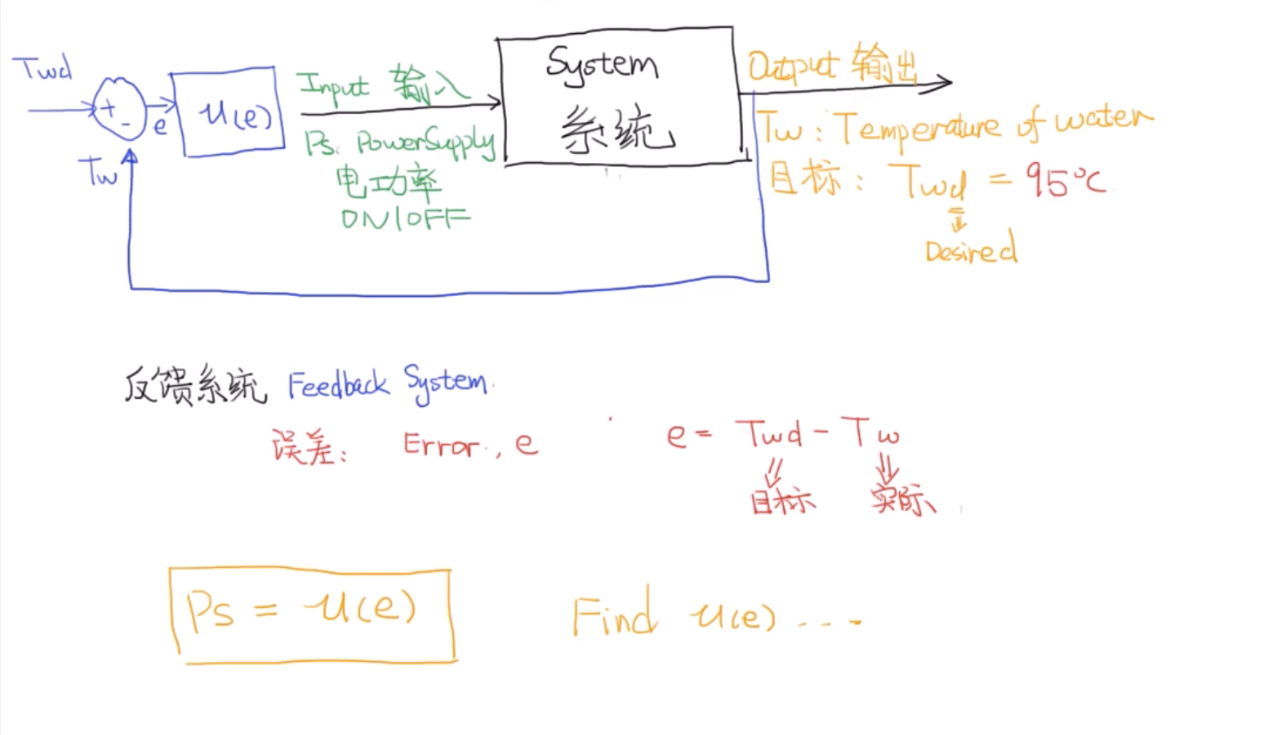 Twd
+
-
e
Tw
u(e)
Input 输入
Ps: PowerSupply
电功率
ON/OFF
System
系统
Output 输出
Tw: Temperature of water
目标: Twd = 95°C
Desired
反馈系统 Feedback System.
误差: Error, e
e = Twd - Tw
目标 实际
Ps = u(e)
Find u(e) ...